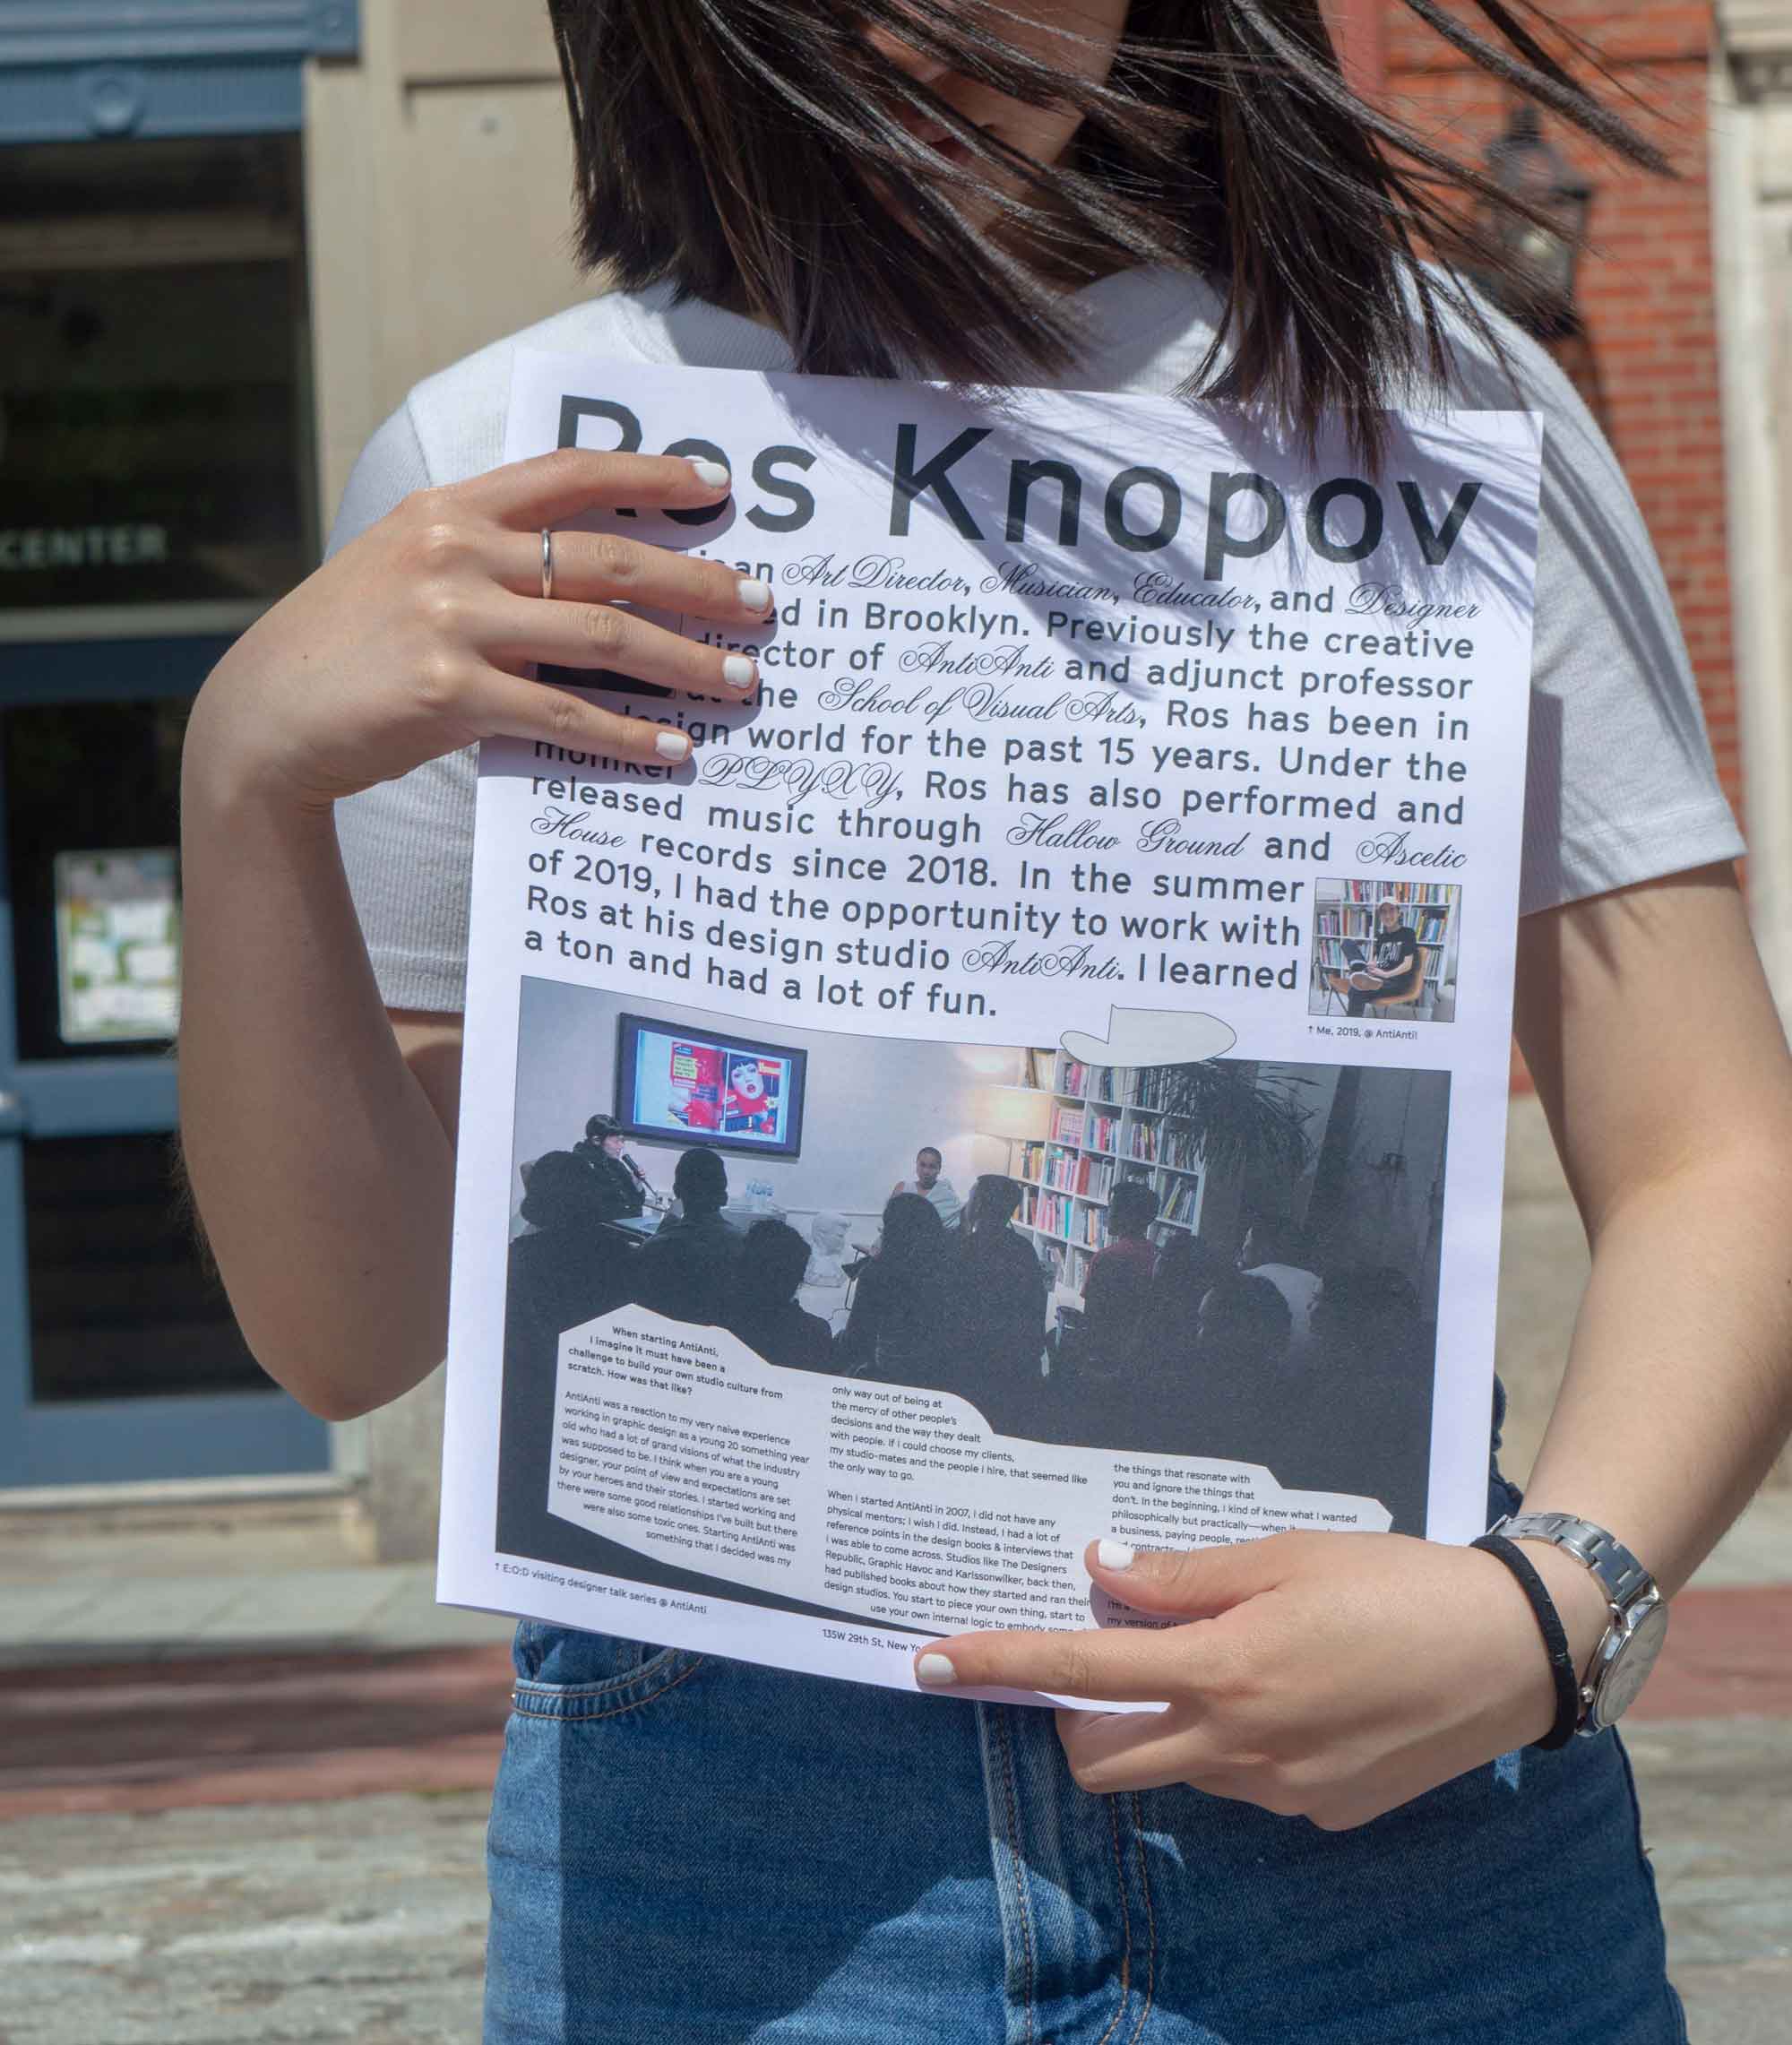 CENTER
Ros Knopov
is an Art Director, Musician, Educator, and Designer
in Brooklyn. Previously the creative
director of AntiAnti and adjunct professor
at the School of Visual Arts, Ros has been in
design world for the past 15 years. Under the
moniker PLYXY, Ros has also performed and
released music through Hallow Ground and Ascetic
House records since 2018. In the summer
of 2019, I had the opportunity to work with
Ros at his design studio AntiAnti. I learned
a ton and had a lot of fun.
↑ Me, 2019, @ AntiAnti!
When starting AntiAnti,
I imagine it must have been a
challenge to build your own studio culture from
scratch. How was that like?
AntiAnti was a reaction to my very naive experience
working in graphic design as a young 20 something year
old who had a lot of grand visions of what the industry
was supposed to be. I think when you are a young
designer, your point of view and expectations are set
by your heroes and their stories. I started working and
there were some good relationships I've built but there
were also some toxic ones. Starting AntiAnti was
something that I decided was my
only way out of being at
the mercy of other people's
decisions and the way they dealt
with people. If I could choose my clients,
my studio-mates and the people I hire, that seemed like
the only way to go.
When I started AntiAnti in 2007, I did not have any
physical mentors; I wish I did. Instead, I had a lot of
reference points in the design books & interviews that
I was able to come across. Studios like The Designers
Republic, Graphic Havoc and Karlssonwilker, back then,
had published books about how they started and ran their
design studios. You start to piece your own thing, start to
use your own internal logic to embody
the things that resonate with
you and ignore the things that
don't. In the beginning, I kind of knew what I wanted
philosophically but practically—when
a business, paying people,
contracts
I'm a
my version of
↑ E:O:D visiting designer talk series @ AntiAnti
135W 29th St, New